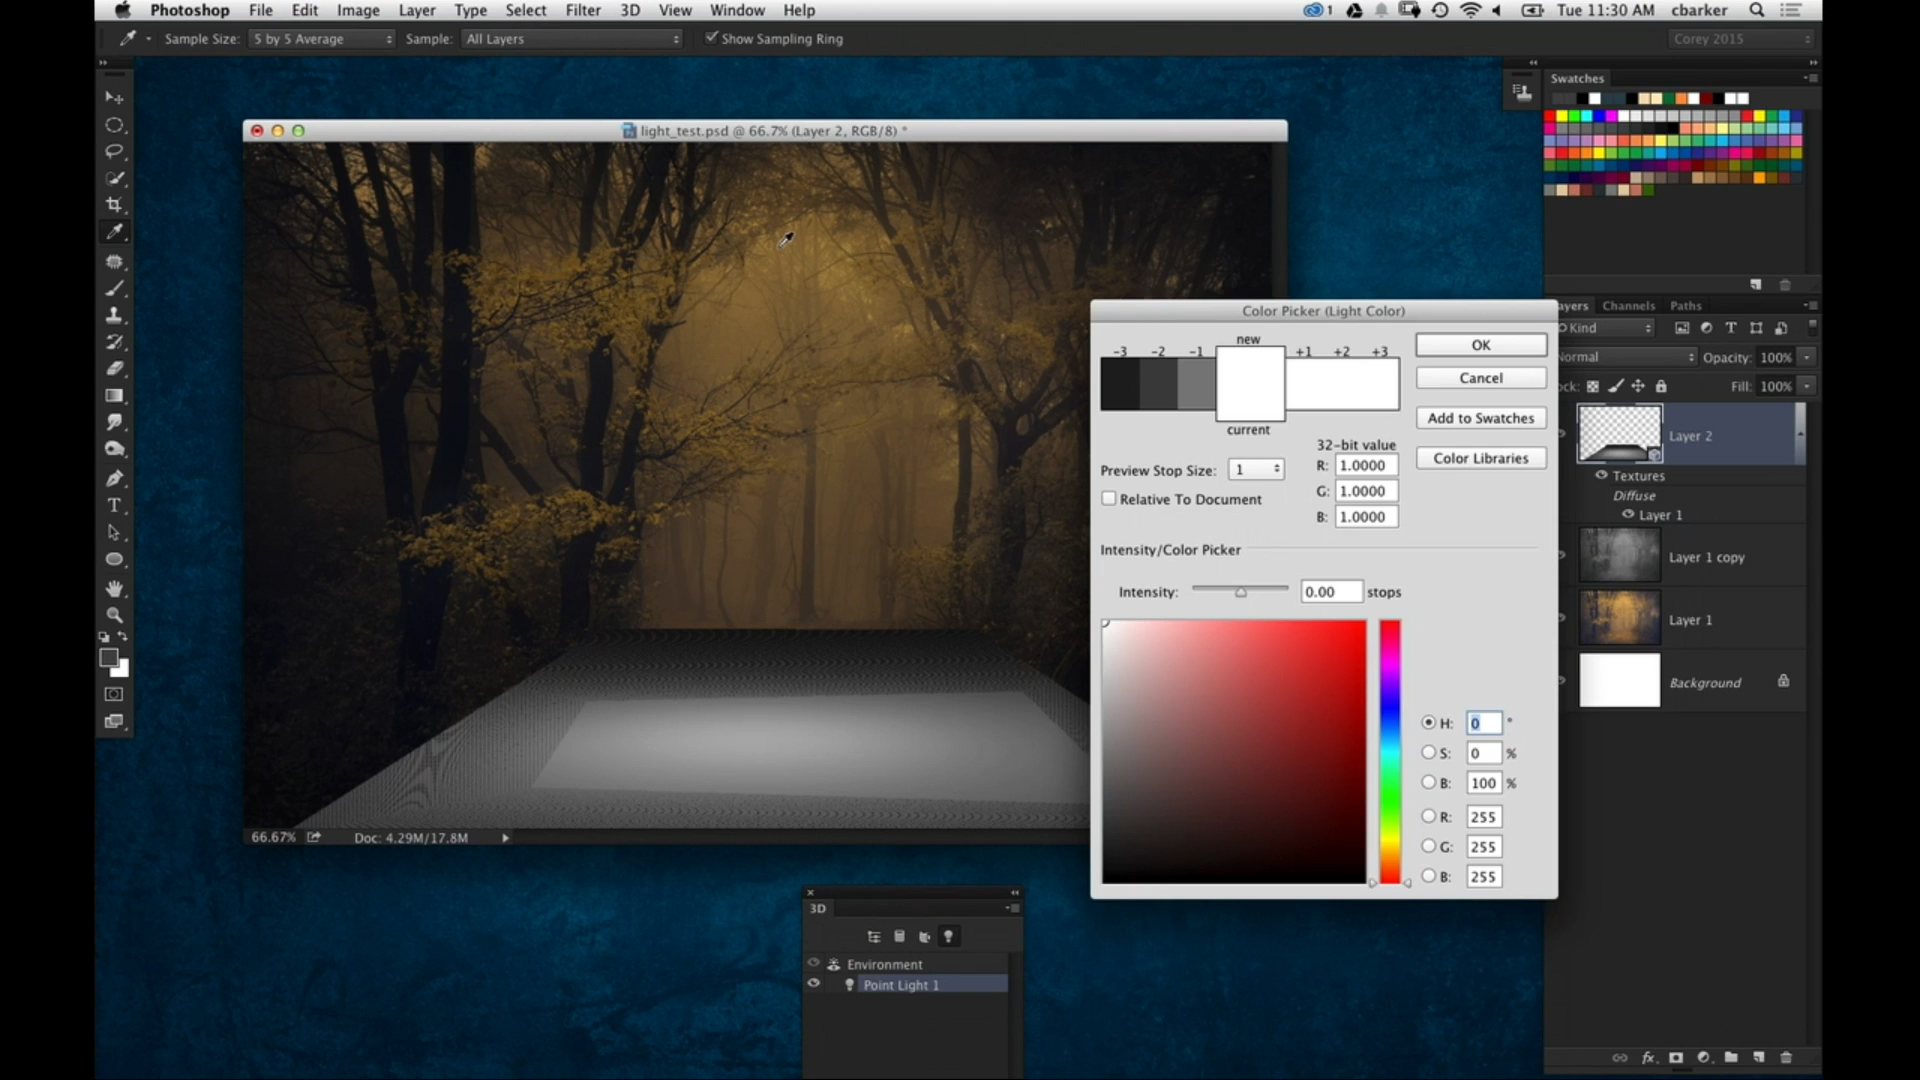 Photoshop File Edit Image Layer Type Select Filter 3D View Window Help 1 Tue 11:30 AM cbarker
Sample Size: 5 by 5 Average Sample: All Layers Show Sampling Ring Corey 2015
Swatches
light_test.psd @ 66.7% (Layer 2, RGB/8) *
ayers Channels Paths
Kind
Normal Opacity: 100%
ock: Fill: 100%
Layer 2
Textures
Diffuse
Layer 1
Layer 1 copy
Layer 1
Background
Color Picker (Light Color)
new
-3 -2 -1 +1 +2 +3
current
OK
Cancel
Add to Swatches
Color Libraries
32-bit value
R: 1.0000
G: 1.0000
B: 1.0000
Preview Stop Size: 1
Relative To Document
Intensity/Color Picker
Intensity: 0.00 stops
H: 0 °
S: 0 %
B: 100 %
R: 255
G: 255
B: 255
66.67% Doc: 4.29M/17.8M
3D
Environment
Point Light 1
T
fx